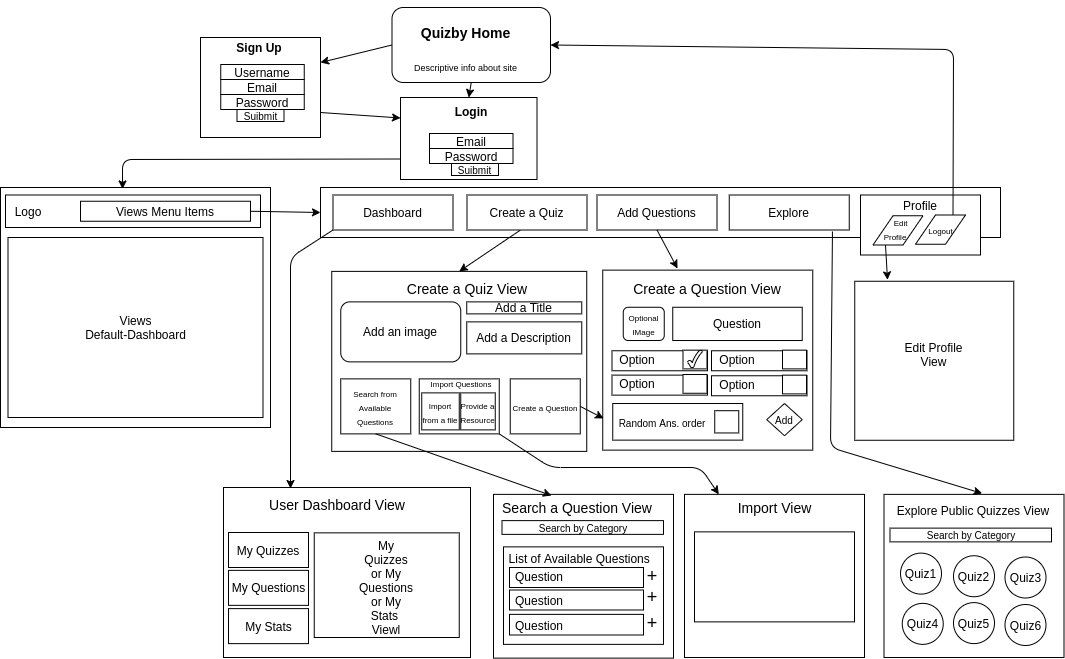 Quizby Home
Descriptive info about site
Sign Up
Username
Email
Password
Suibmit
Login
Email
Password
Suibmit
Logo
Views Menu Items
Views
Default-Dashboard
Dashboard
Create a Quiz
Add Questions
Explore
Profile
Edit
Profile
Logout
Create a Quiz View
Add an image
Add a Title
Add a Description
Search from
Available
Questions
Import Questions
Import
from a file
Provide a
Resource
Create a Question
Create a Question View
Optional
iMage
Question
Option
Option
Option
Option
Random Ans. order
Add
Edit Profile
View
User Dashboard View
My Quizzes
My Questions
My Stats
My
Quizzes
or My
Questions
or My
Stats
Viewl
Search a Question View
Search by Category
List of Available Questions
Question
+
Question
+
Question
+
Import View
Explore Public Quizzes View
Search by Category
Quiz1
Quiz2
Quiz3
Quiz4
Quiz5
Quiz6